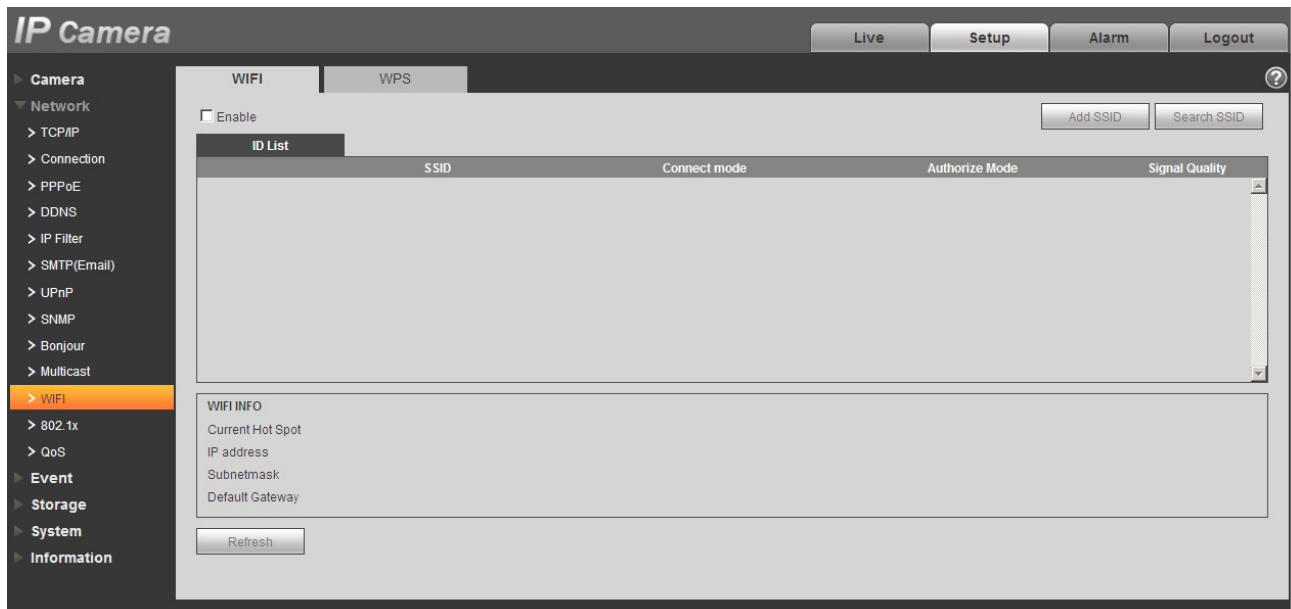 IP Camera
Live Setup Alarm Logout
Camera
Network
> TCP/IP
> Connection
> PPPoE
> DDNS
> IP Filter
> SMTP(Email)
> UPnP
> SNMP
> Bonjour
> Multicast
> WIFI
> 802.1x
> QoS
Event
Storage
System
Information
WIFI WPS
?
Enable Add SSID Search SSID
ID List
SSID Connect mode Authorize Mode Signal Quality
WIFI INFO
Current Hot Spot
IP address
Subnetmask
Default Gateway
Refresh